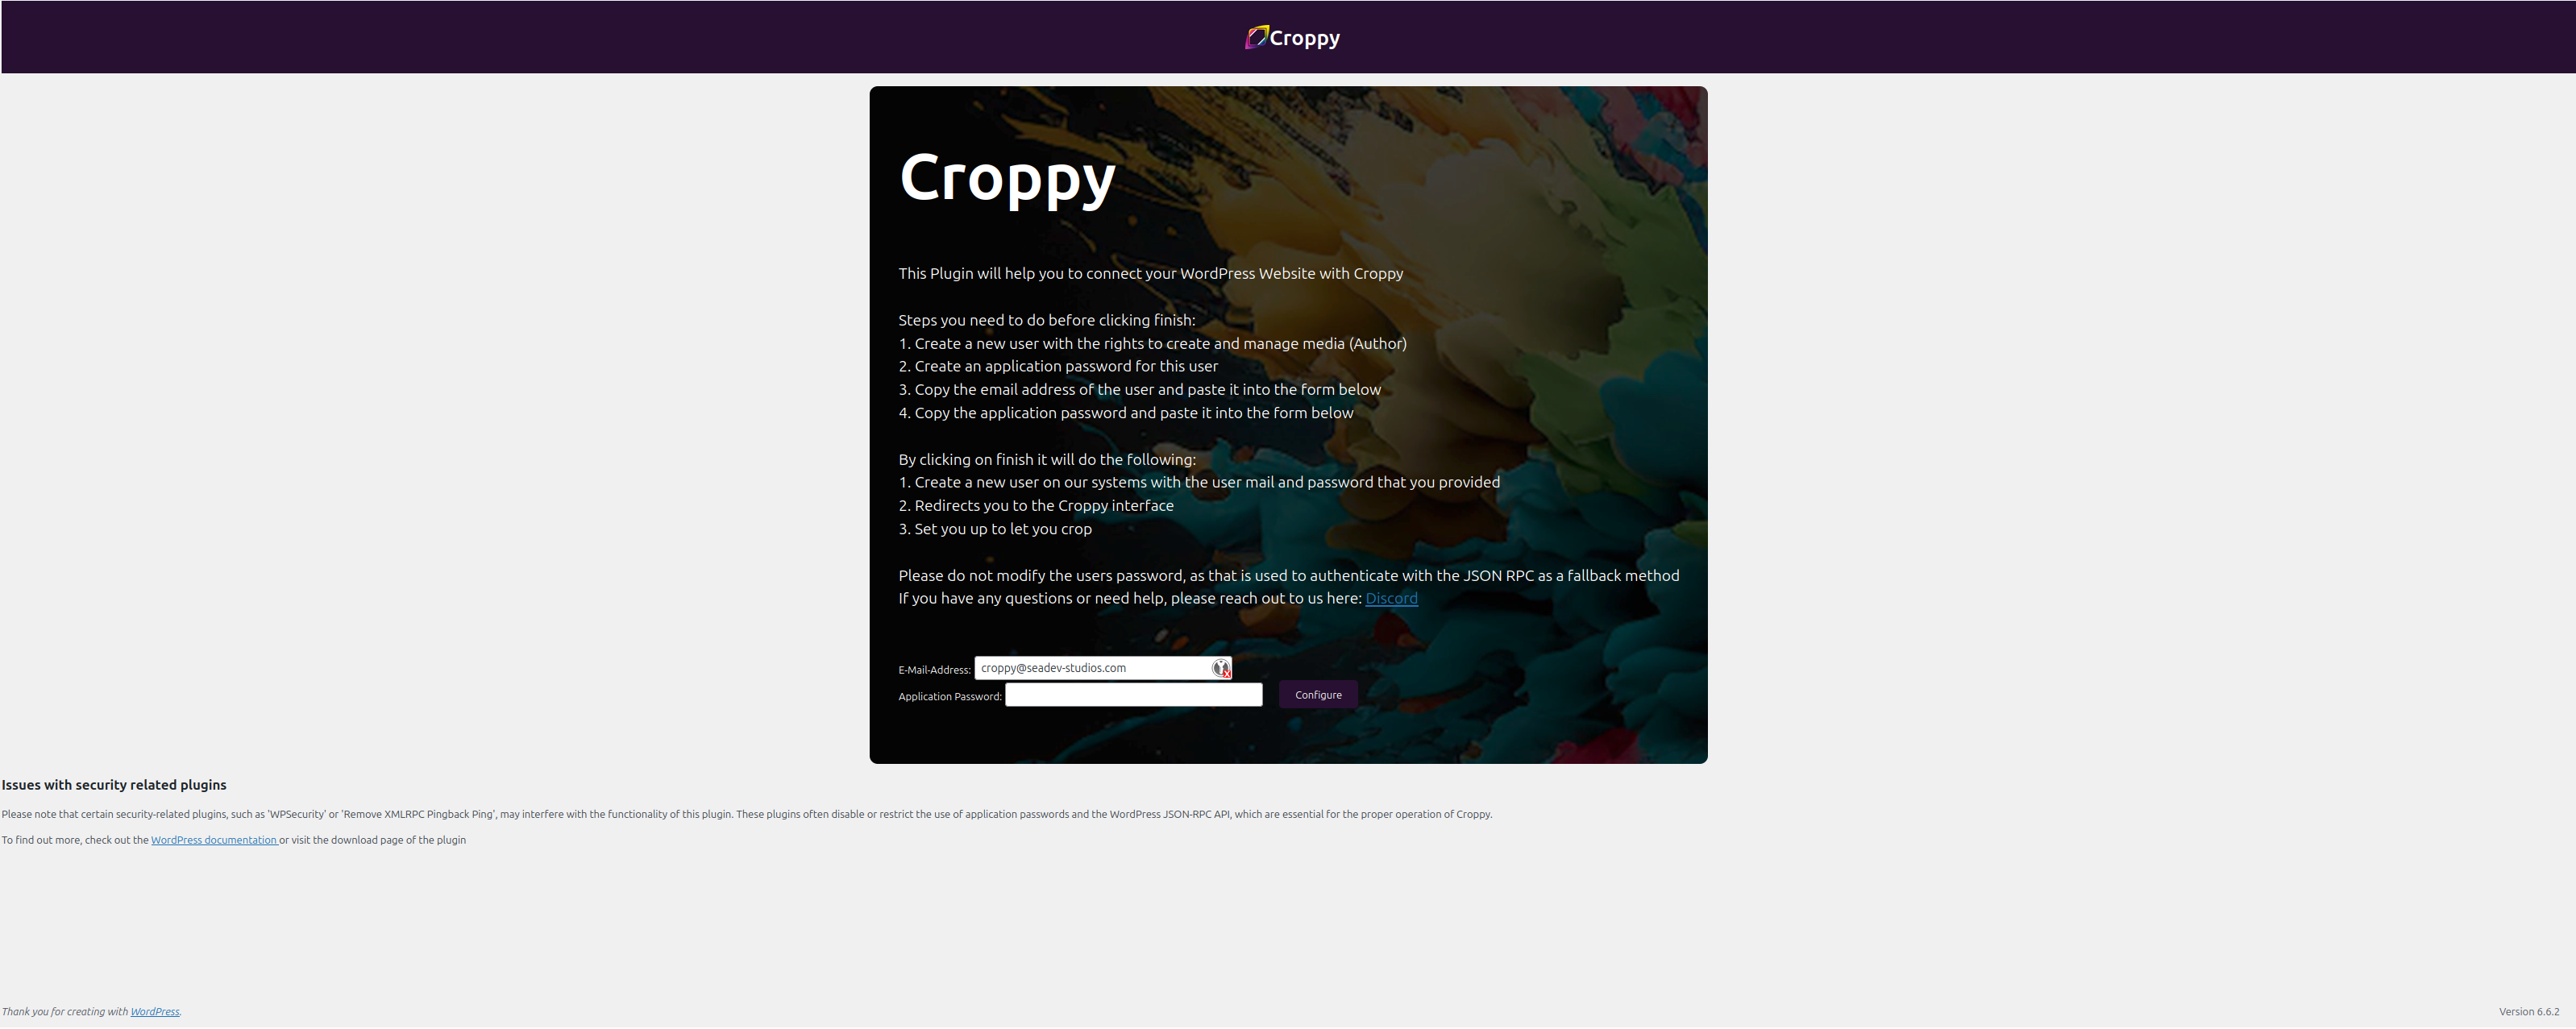 Croppy
Croppy
This Plugin will help you to connect your WordPress Website with Croppy
Steps you need to do before clicking finish:
1. Create a new user with the rights to create and manage media (Author)
2. Create an application password for this user
3. Copy the email address of the user and paste it into the form below
4. Copy the application password and paste it into the form below
By clicking on finish it will do the following:
1. Create a new user on our systems with the user mail and password that you provided
2. Redirects you to the Croppy interface
3. Set you up to let you crop
Please do not modify the users password, as that is used to authenticate with the JSON RPC as a fallback method
If you have any questions or need help, please reach out to us here: Discord
E-Mail-Address: croppy@seadev-studios.com
Application Password:
Configure
Issues with security related plugins
Please note that certain security-related plugins, such as 'WPSecurity' or 'Remove XMLRPC Pingback Ping', may interfere with the functionality of this plugin. These plugins often disable or restrict the use of application passwords and the WordPress JSON-RPC API, which are essential for the proper operation of Croppy.
To find out more, check out the WordPress documentation or visit the download page of the plugin
Thank you for creating with WordPress.
Version 6.6.2